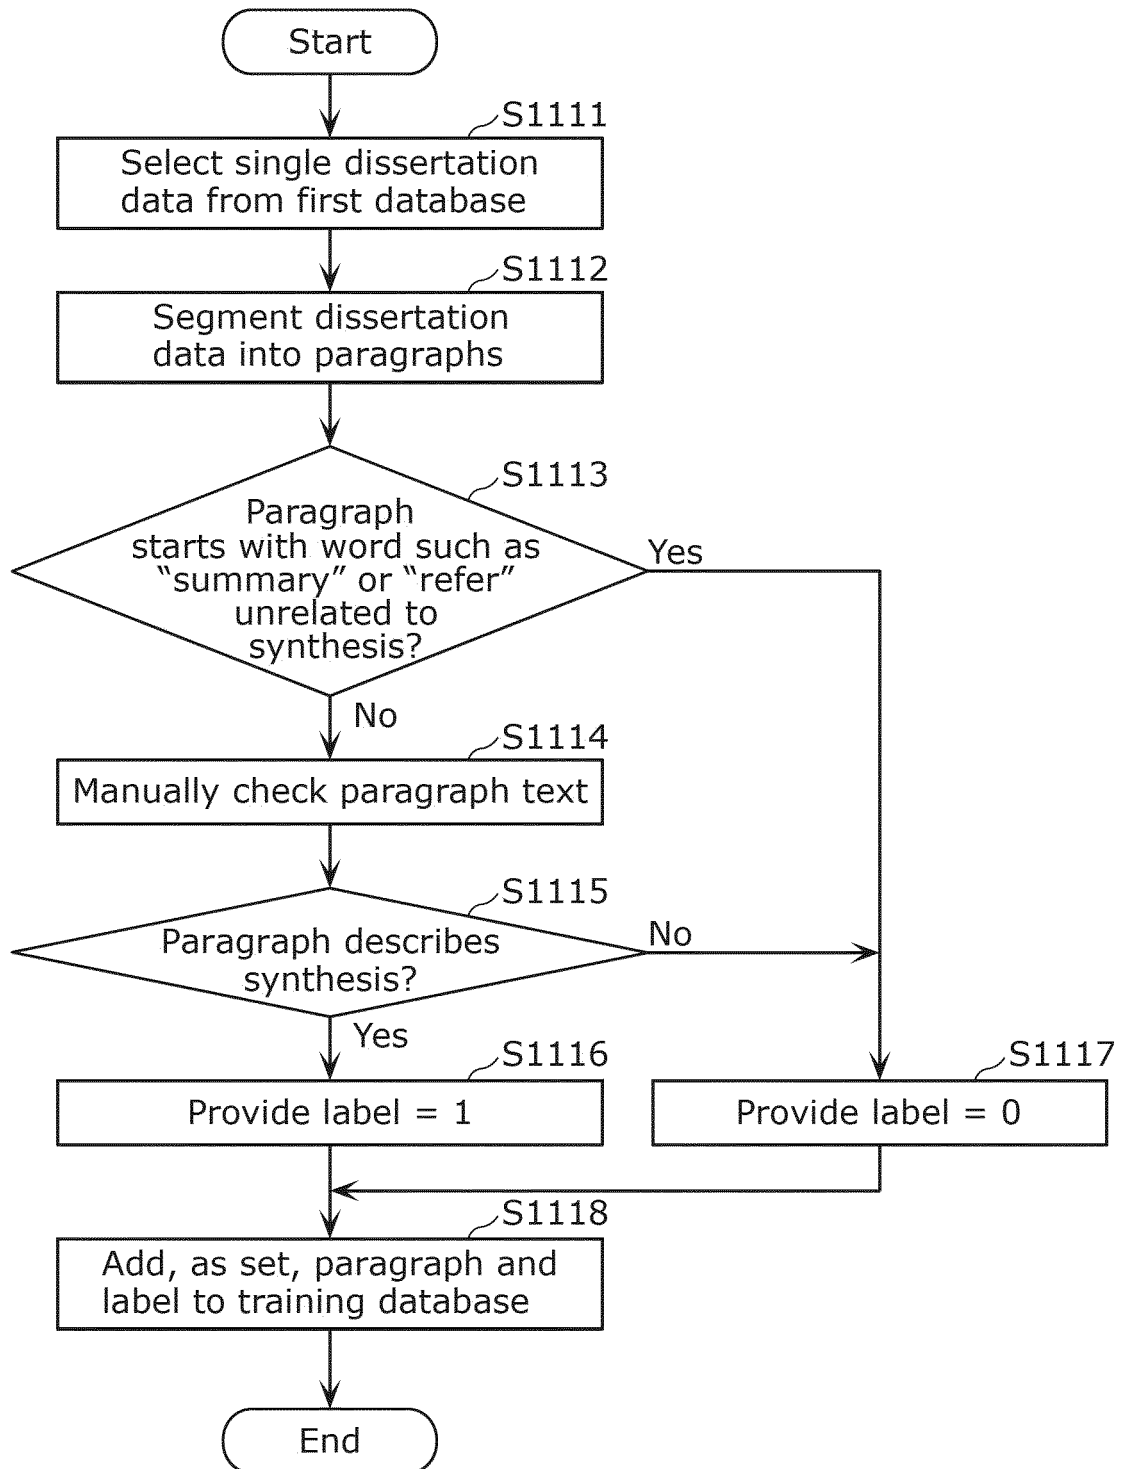 Start
S1111
Select single dissertation
data from first database
S1112
Segment dissertation
data into paragraphs
S1113
Paragraph
starts with word such as
“summary” or “refer”
unrelated to
synthesis?
Yes
No
S1114
Manually check paragraph text
S1115
Paragraph describes
synthesis?
No
Yes
S1116
Provide label = 1
S1117
Provide label = 0
S1118
Add, as set, paragraph and
label to training database
End